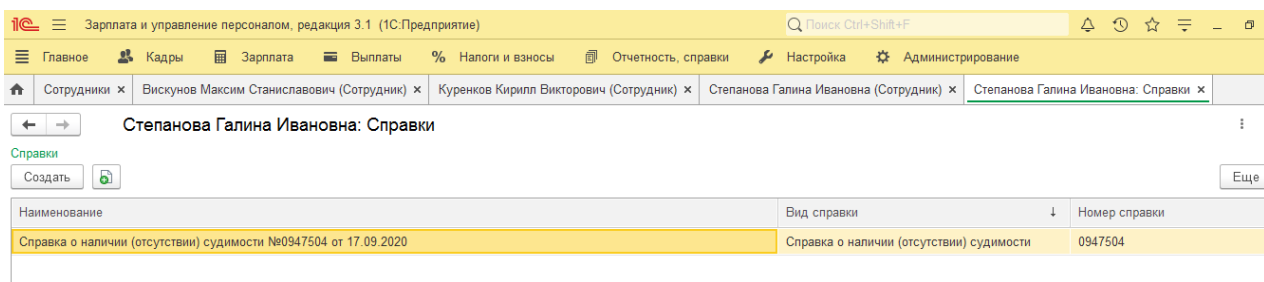 1С Зарплата и управление персоналом, редакция 3.1 (1С:Предприятие) Поиск Ctrl+Shift+F
Главное Кадры Зарплата Выплаты % Налоги и взносы Отчетность, справки Настройка Администрирование
Сотрудники × Вискунов Максим Станиславович (Сотрудник) × Куренков Кирилл Викторович (Сотрудник) × Степанова Галина Ивановна (Сотрудник) × Степанова Галина Ивановна: Справки ×
Степанова Галина Ивановна: Справки
Справки
Создать Еще
Наименование Вид справки ↓ Номер справки
Справка о наличии (отсутствии) судимости №0947504 от 17.09.2020 Справка о наличии (отсутствии) судимости 0947504